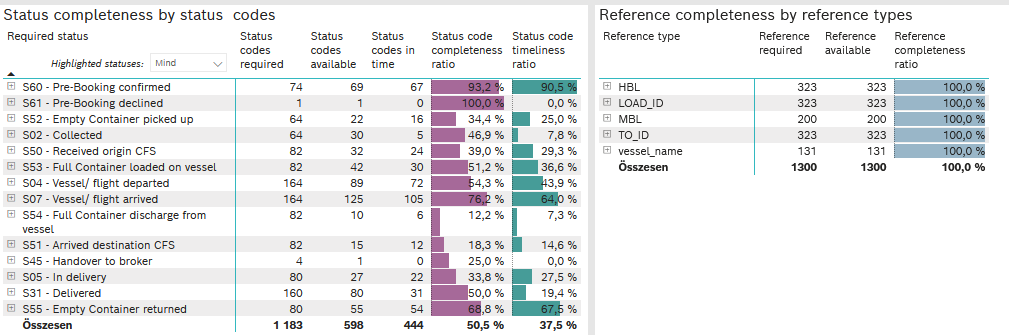 Status completeness by status codes
Required status Status codes required Status codes available Status codes in time Status code completeness ratio Status code timeliness ratio
Highlighted statuses: Mind
S60 - Pre-Booking confirmed 74 69 67 93,2 % 90,5 %
S61 - Pre-Booking declined 1 1 0 100,0 % 0,0 %
S52 - Empty Container picked up 64 22 16 34,4 % 25,0 %
S02 - Collected 64 30 5 46,9 % 7,8 %
S50 - Received origin CFS 82 32 24 39,0 % 29,3 %
S53 - Full Container loaded on vessel 82 42 30 51,2 % 36,6 %
S04 - Vessel/ flight departed 164 89 72 54,3 % 43,9 %
S07 - Vessel/ flight arrived 164 125 105 76,2 % 64,0 %
S54 - Full Container discharge from vessel 82 10 6 12,2 % 7,3 %
S51 - Arrived destination CFS 82 15 12 18,3 % 14,6 %
S45 - Handover to broker 4 1 0 25,0 % 0,0 %
S05 - In delivery 80 27 22 33,8 % 27,5 %
S31 - Delivered 160 80 31 50,0 % 19,4 %
S55 - Empty Container returned 80 55 54 68,8 % 67,5 %
Összesen 1 183 598 444 50,5 % 37,5 %
Reference completeness by reference types
Reference type Reference required Reference available Reference completeness ratio
HBL 323 323 100,0 %
LOAD_ID 323 323 100,0 %
MBL 200 200 100,0 %
TO_ID 323 323 100,0 %
vessel_name 131 131 100,0 %
Összesen 1300 1300 100,0 %